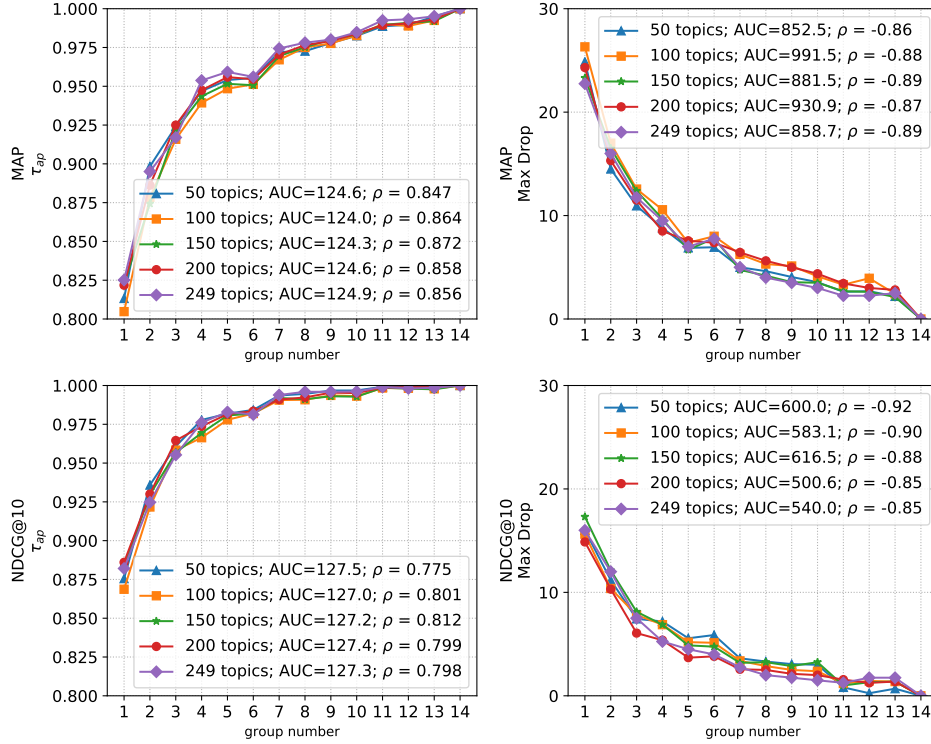 1.000
0.975
0.950
0.925
0.900
0.875
0.850
0.825
0.800
MAP
τap
50 topics; AUC=124.6; ρ = 0.847
100 topics; AUC=124.0; ρ = 0.864
150 topics; AUC=124.3; ρ = 0.872
200 topics; AUC=124.6; ρ = 0.858
249 topics; AUC=124.9; ρ = 0.856
1 2 3 4 5 6 7 8 9 10 11 12 13 14
group number
30
20
10
0
MAP
Max Drop
50 topics; AUC=852.5; ρ = -0.86
100 topics; AUC=991.5; ρ = -0.88
150 topics; AUC=881.5; ρ = -0.89
200 topics; AUC=930.9; ρ = -0.87
249 topics; AUC=858.7; ρ = -0.89
1 2 3 4 5 6 7 8 9 10 11 12 13 14
group number
1.000
0.975
0.950
0.925
0.900
0.875
0.850
0.825
0.800
NDCG@10
τap
50 topics; AUC=127.5; ρ = 0.775
100 topics; AUC=127.0; ρ = 0.801
150 topics; AUC=127.2; ρ = 0.812
200 topics; AUC=127.4; ρ = 0.799
249 topics; AUC=127.3; ρ = 0.798
1 2 3 4 5 6 7 8 9 10 11 12 13 14
group number
30
20
10
0
NDCG@10
Max Drop
50 topics; AUC=600.0; ρ = -0.92
100 topics; AUC=583.1; ρ = -0.90
150 topics; AUC=616.5; ρ = -0.88
200 topics; AUC=500.6; ρ = -0.85
249 topics; AUC=540.0; ρ = -0.85
1 2 3 4 5 6 7 8 9 10 11 12 13 14
group number